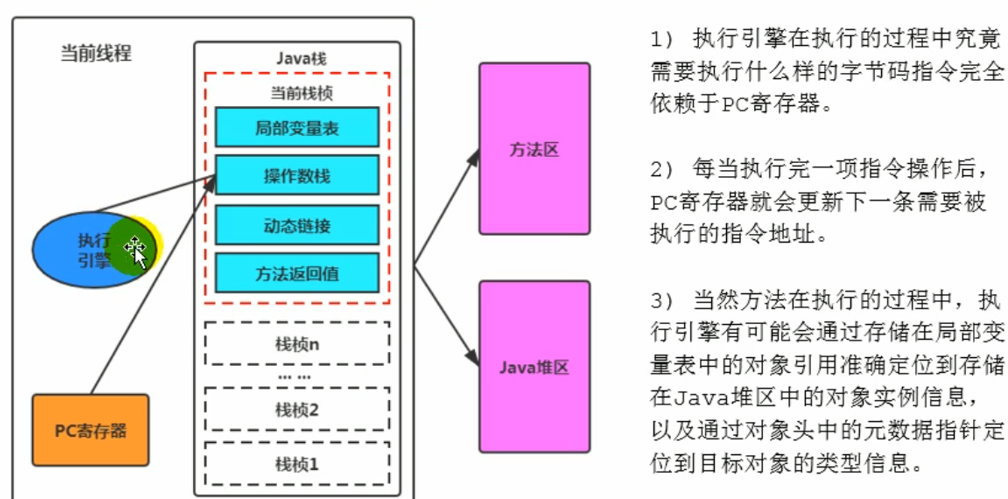 当前线程
Java栈
当前栈桢
局部变量表
操作数栈
动态链接
方法返回值
栈桢n
... ...
栈桢2
栈桢1
执行
引擎
PC寄存器
方法区
Java堆区
1) 执行引擎在执行的过程中究竟
需要执行什么样的字节码指令完全
依赖于PC寄存器。
2) 每当执行完一项指令操作后，
PC寄存器就会更新下一条需要被
执行的指令地址。
3) 当然方法在执行的过程中，执
行引擎有可能会通过存储在局部变
量表中的对象引用准确定位到存储
在Java堆区中的对象实例信息，
以及通过对象头中的元数据指针定
位到目标对象的类型信息。